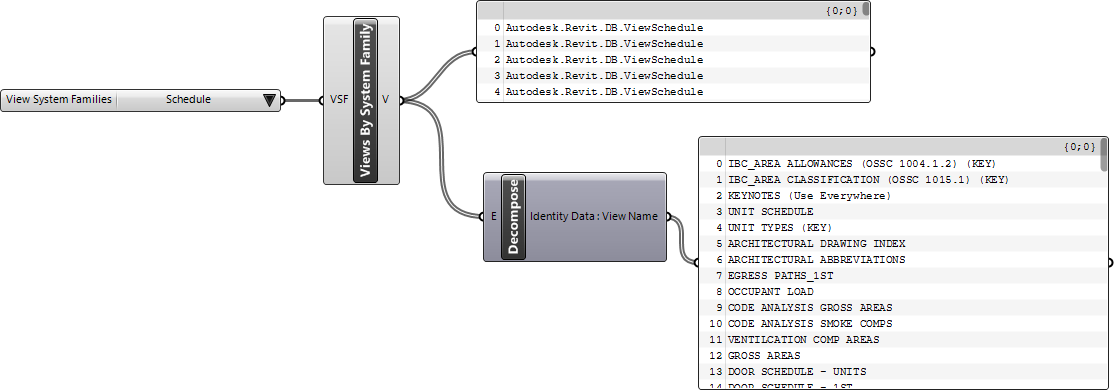 View System Families Schedule
VSF Views By System Family V
{0;0}
0 Autodesk.Revit.DB.ViewSchedule
1 Autodesk.Revit.DB.ViewSchedule
2 Autodesk.Revit.DB.ViewSchedule
3 Autodesk.Revit.DB.ViewSchedule
4 Autodesk.Revit.DB.ViewSchedule
E Decompose Identity Data : View Name
{0;0}
0 IBC_AREA ALLOWANCES (OSSC 1004.1.2) (KEY)
1 IBC_AREA CLASSIFICATION (OSSC 1015.1) (KEY)
2 KEYNOTES (Use Everywhere)
3 UNIT SCHEDULE
4 UNIT TYPES (KEY)
5 ARCHITECTURAL DRAWING INDEX
6 ARCHITECTURAL ABBREVIATIONS
7 EGRESS PATHS_1ST
8 OCCUPANT LOAD
9 CODE ANALYSIS GROSS AREAS
10 CODE ANALYSIS SMOKE COMPS
11 VENTILCATION COMP AREAS
12 GROSS AREAS
13 DOOR SCHEDULE - UNITS
14 DOOR SCHEDULE - 1ST